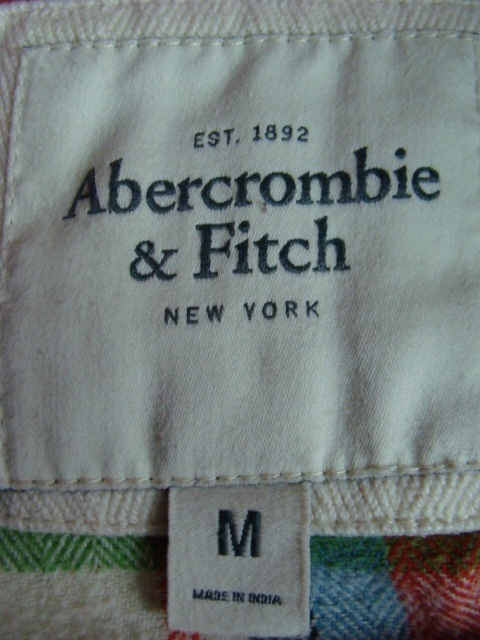 EST. 1892
Abercrombie
& Fitch
NEW YORK
M
MADE IN INDIA